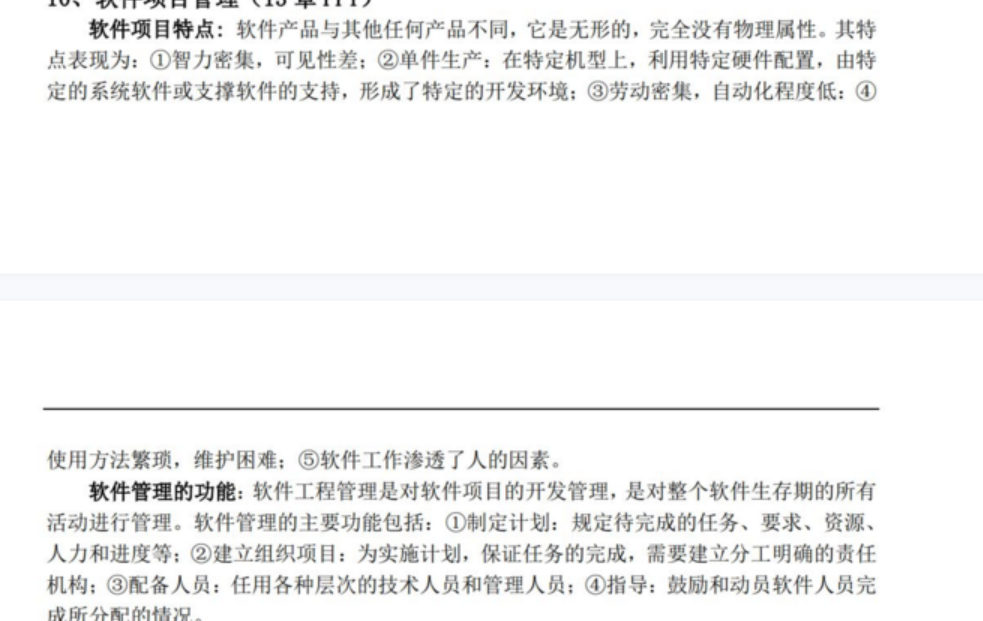 10、软件项目管理（13 章 PPT）
软件项目特点：软件产品与其他任何产品不同，它是无形的，完全没有物理属性。其特
点表现为：①智力密集，可见性差；②单件生产：在特定机型上，利用特定硬件配置，由特
定的系统软件或支撑软件的支持，形成了特定的开发环境；③劳动密集，自动化程度低：④
使用方法繁琐，维护困难；⑤软件工作渗透了人的因素。
软件管理的功能：软件工程管理是对软件项目的开发管理，是对整个软件生存期的所有
活动进行管理。软件管理的主要功能包括：①制定计划：规定待完成的任务、要求、资源、
人力和进度等；②建立组织项目：为实施计划，保证任务的完成，需要建立分工明确的责任
机构；③配备人员：任用各种层次的技术人员和管理人员；④指导：鼓励和动员软件人员完
成所分配的情况。